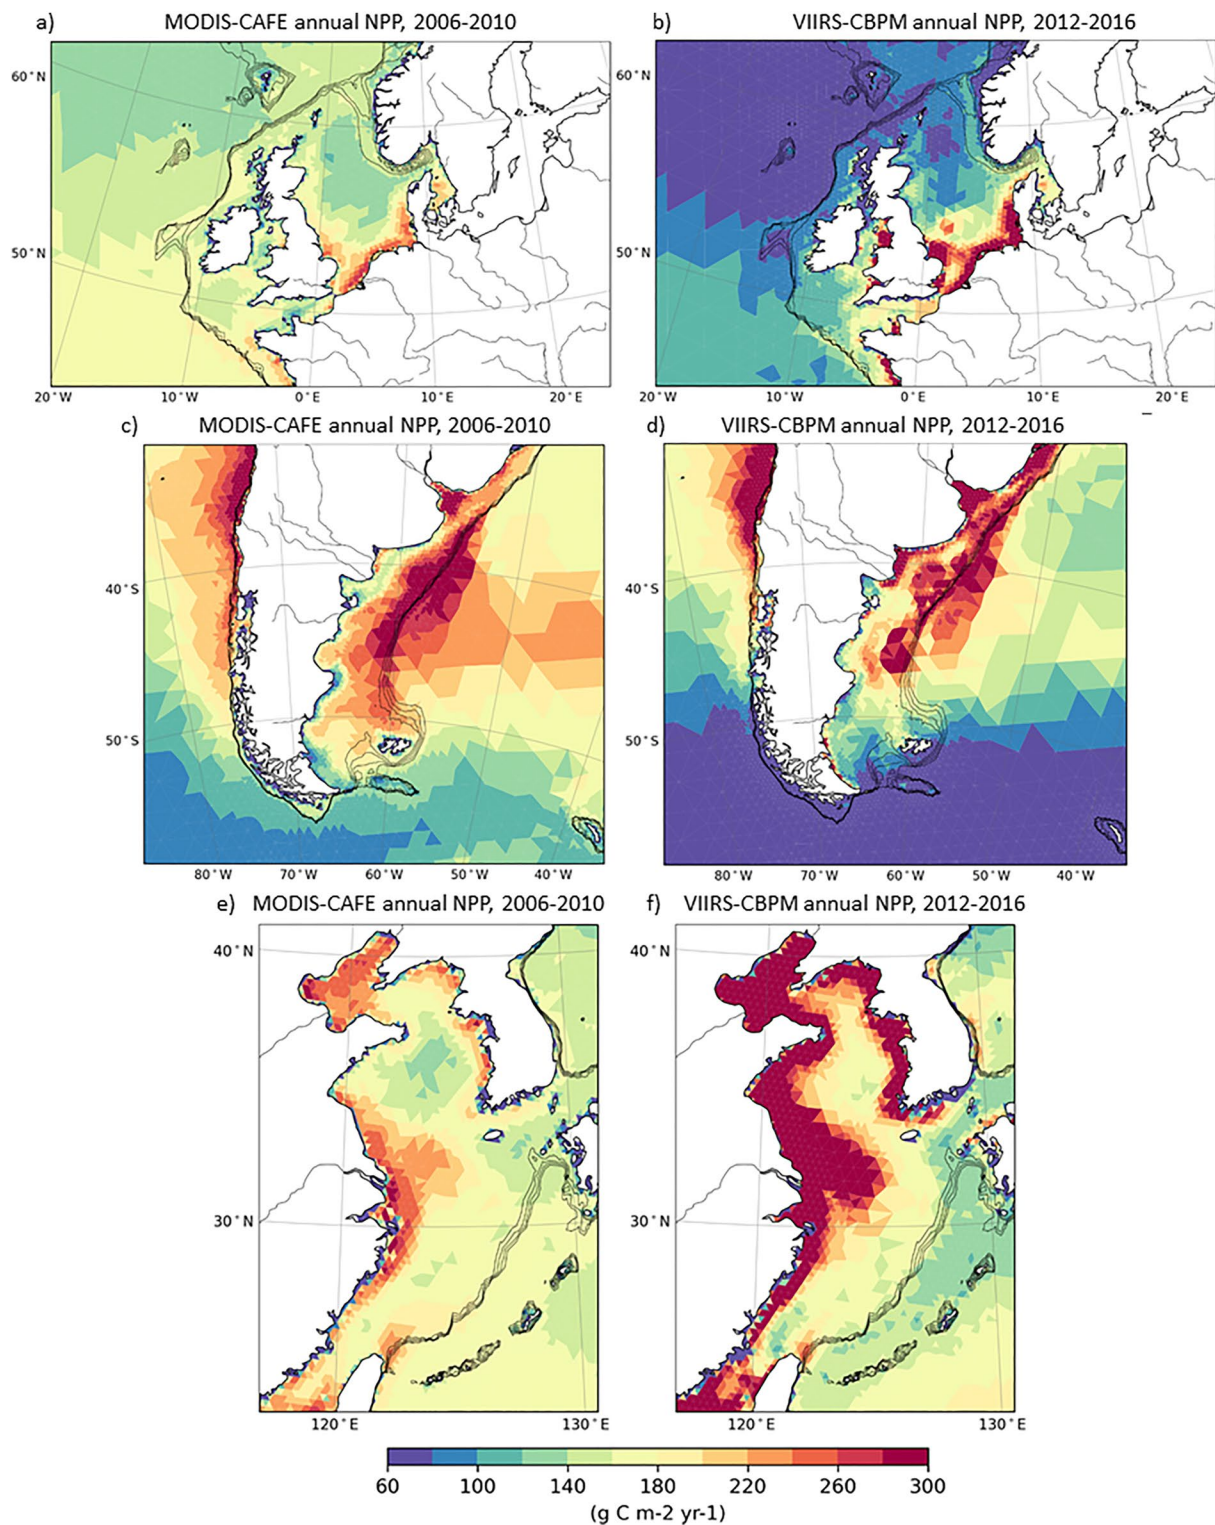 a) MODIS-CAFE annual NPP, 2006-2010
b) VIIRS-CBPM annual NPP, 2012-2016
60°N
50°N
20°W 10°W 0°E 10°E 20°E
60°N
50°N
20°W 10°W 0°E 10°E 20°E
c) MODIS-CAFE annual NPP, 2006-2010
d) VIIRS-CBPM annual NPP, 2012-2016
40°S
50°S
80°W 70°W 60°W 50°W 40°W
40°S
50°S
80°W 70°W 60°W 50°W 40°W
e) MODIS-CAFE annual NPP, 2006-2010
f) VIIRS-CBPM annual NPP, 2012-2016
40°N
30°N
120°E 130°E
40°N
30°N
120°E 130°E
60 100 140 180 220 260 300
(g C m-2 yr-1)